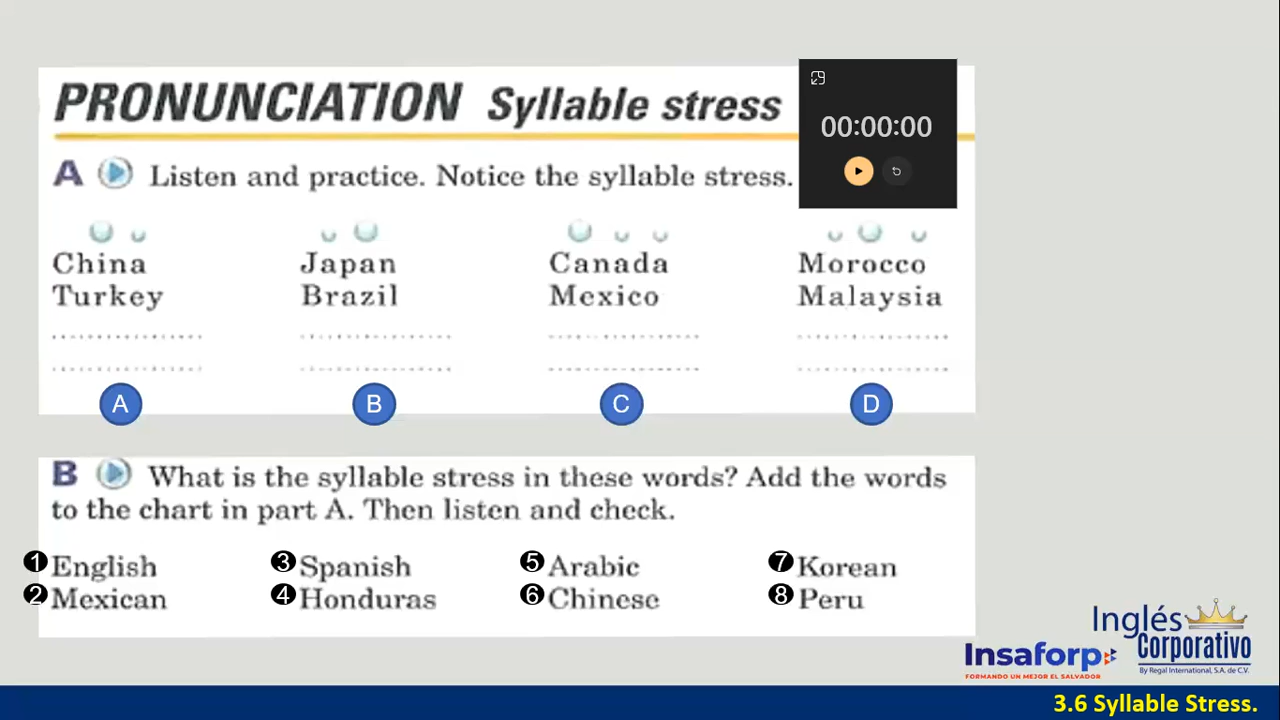 PRONUNCIATION Syllable stress
00:00:00
A Listen and practice. Notice the syllable stress.
China Japan Canada Morocco
Turkey Brazil Mexico Malaysia
A B C D
B What is the syllable stress in these words? Add the words
to the chart in part A. Then listen and check.
1 English 3 Spanish 5 Arabic 7 Korean
2 Mexican 4 Honduras 6 Chinese 8 Peru
Inglés
Corporativo
By Regal International, S.A. de C.V.
Insaforp
FORMANDO UN MEJOR EL SALVADOR
3.6 Syllable Stress.